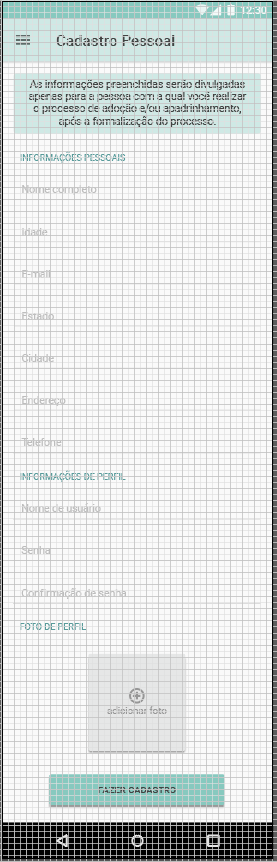 12:30
Cadastro Pessoal
As informações preenchidas serão divulgadas
apenas para a pessoa com a qual você realizar
o processo de adoção e/ou apadrinhamento,
após a formalização do processo.
INFORMAÇÕES PESSOAIS
Nome completo
Idade
E-mail
Estado
Cidade
Endereço
Telefone
INFORMAÇÕES DE PERFIL
Nome de usuário
Senha
Confirmação de senha
FOTO DE PERFIL
adicionar foto
FAZER CADASTRO